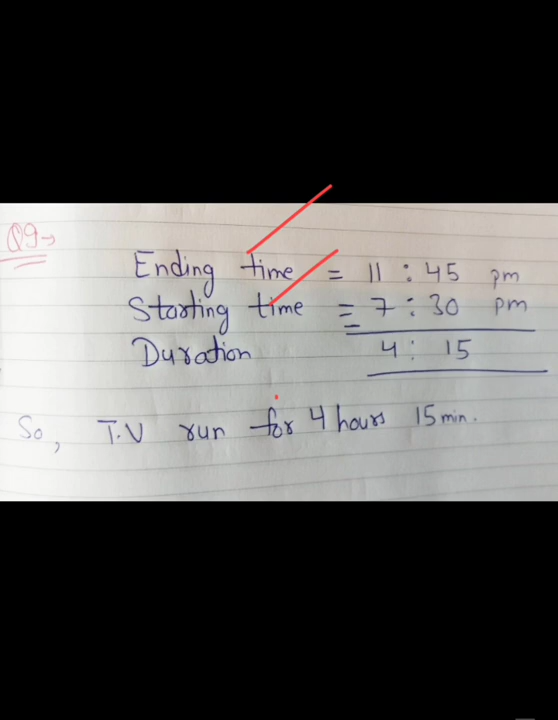 Q9→
Ending time = 11 : 45 pm
Starting time = 7 : 30 pm
Duration 4 : 15
So, T.V run for 4 hours 15 min.